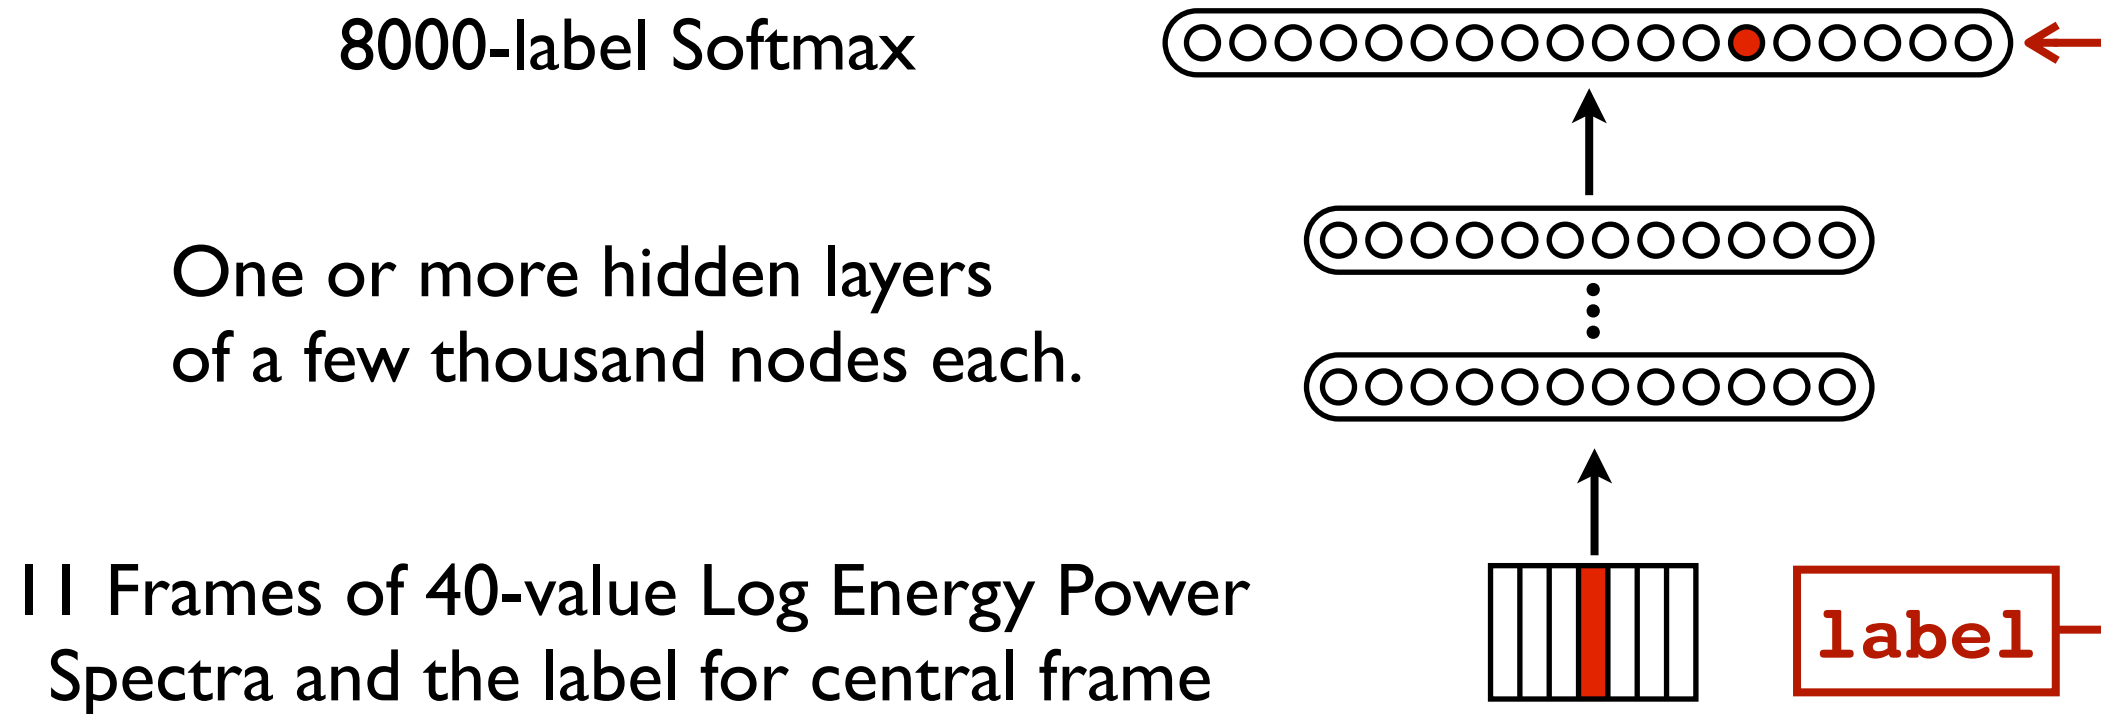 8000-label Softmax
One or more hidden layers
of a few thousand nodes each.
11 Frames of 40-value Log Energy Power
Spectra and the label for central frame
label